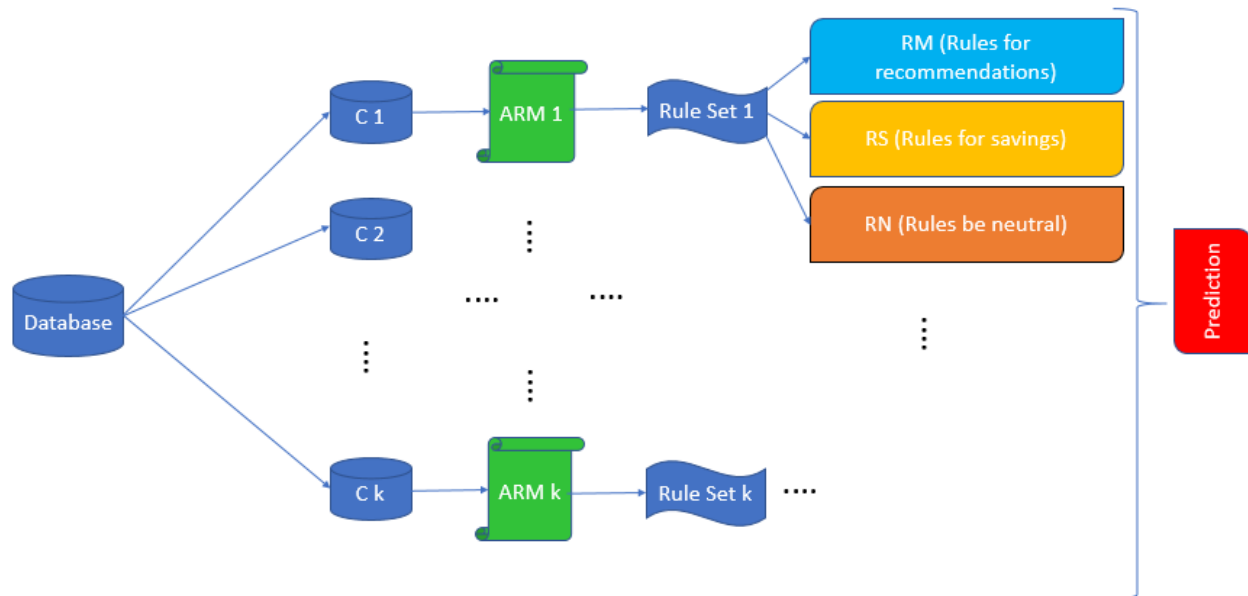 Database
C 1
C 2
C k
ARM 1
ARM k
Rule Set 1
Rule Set k
RM (Rules for
recommendations)
RS (Rules for savings)
RN (Rules be neutral)
Prediction